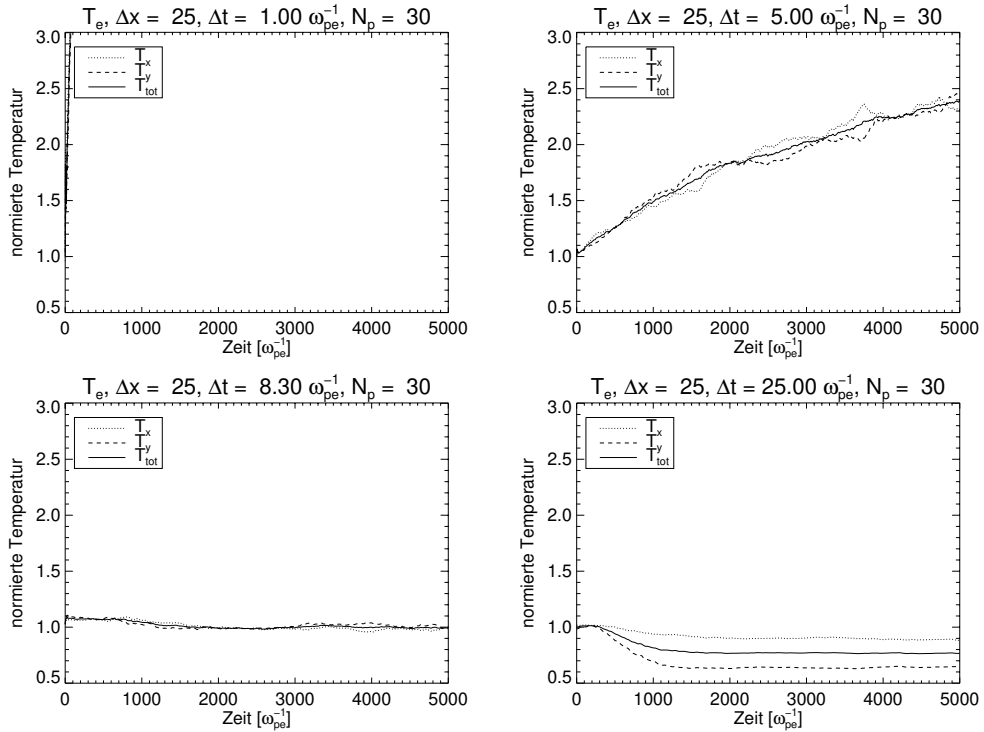 T_e, Δx = 25, Δt = 1.00 ω_pe^-1, N_p = 30
normierte Temperatur
3.0
2.5
2.0
1.5
1.0
0.5
T_x
T_y
T_tot
0 1000 2000 3000 4000 5000
Zeit [ω_pe^-1]
T_e, Δx = 25, Δt = 5.00 ω_pe^-1, N_p = 30
normierte Temperatur
3.0
2.5
2.0
1.5
1.0
0.5
T_x
T_y
T_tot
0 1000 2000 3000 4000 5000
Zeit [ω_pe^-1]
T_e, Δx = 25, Δt = 8.30 ω_pe^-1, N_p = 30
normierte Temperatur
3.0
2.5
2.0
1.5
1.0
0.5
T_x
T_y
T_tot
0 1000 2000 3000 4000 5000
Zeit [ω_pe^-1]
T_e, Δx = 25, Δt = 25.00 ω_pe^-1, N_p = 30
normierte Temperatur
3.0
2.5
2.0
1.5
1.0
0.5
T_x
T_y
T_tot
0 1000 2000 3000 4000 5000
Zeit [ω_pe^-1]